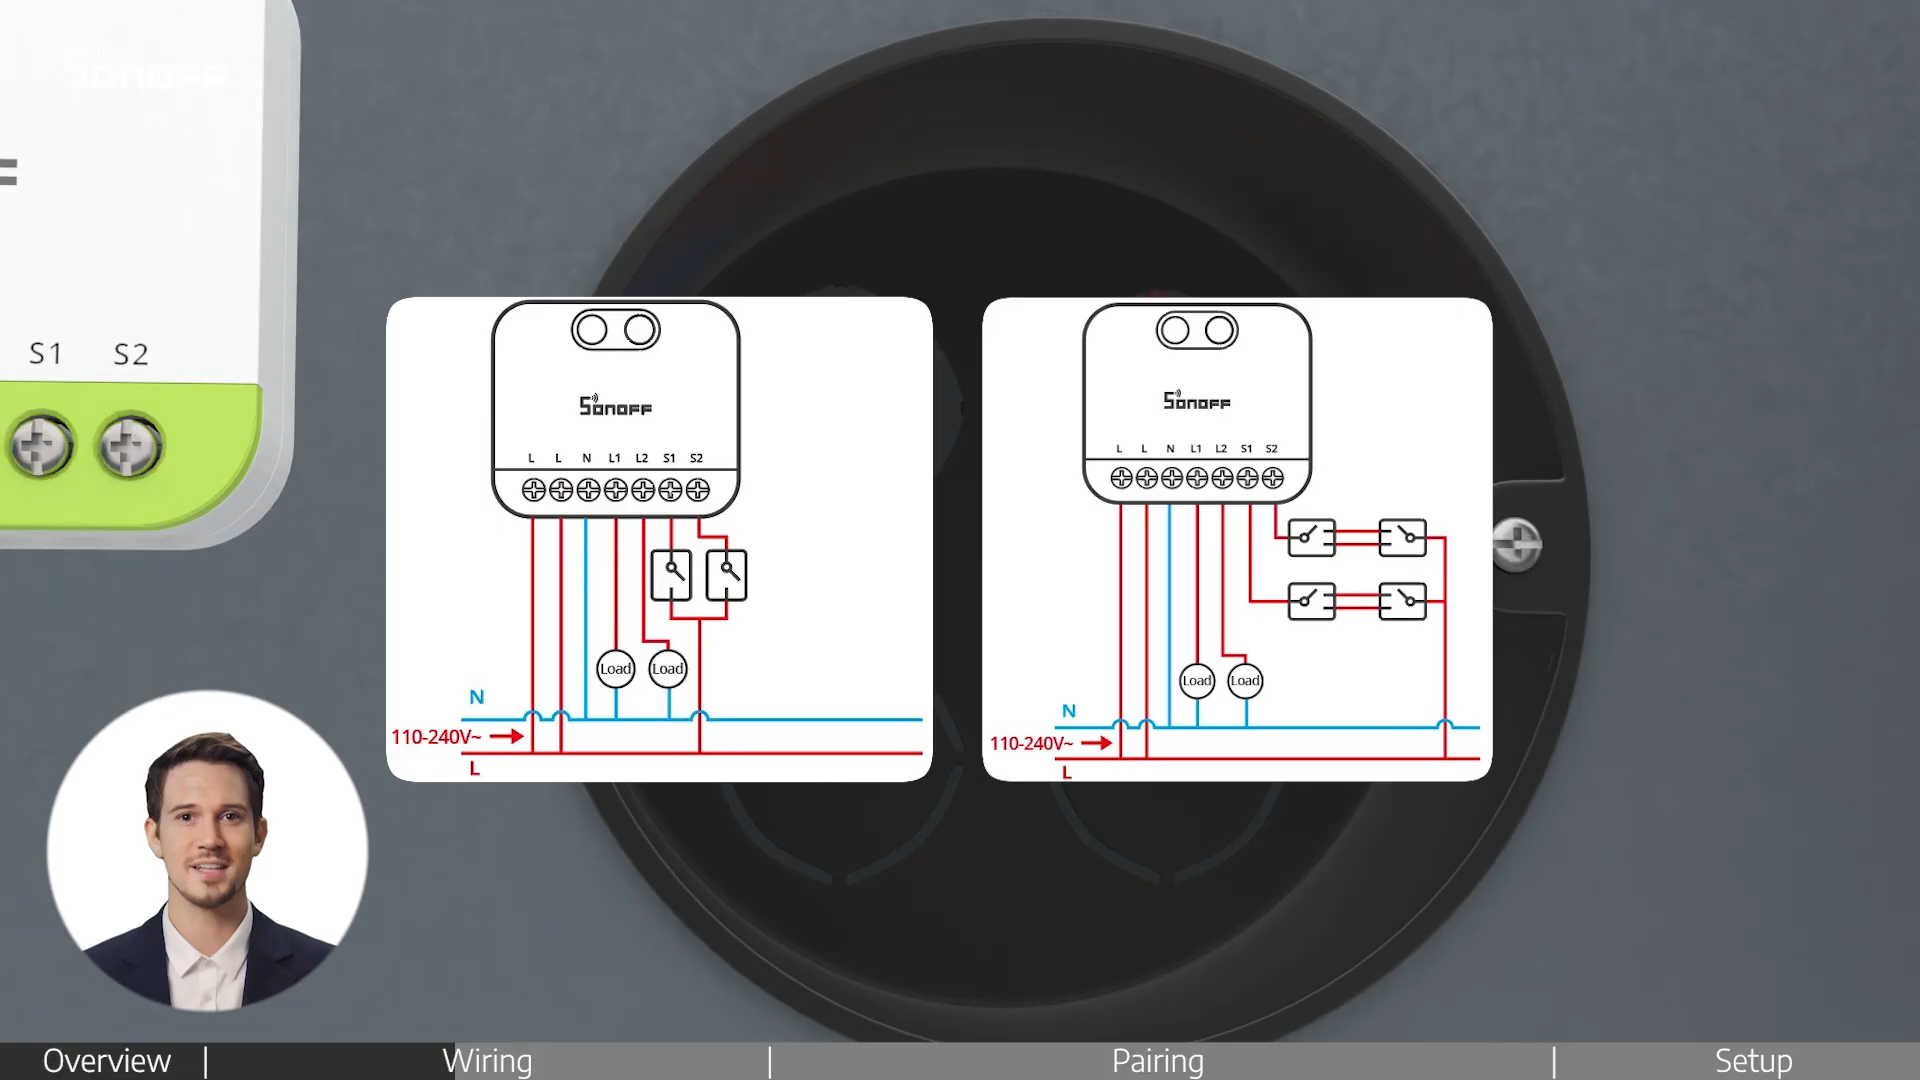 SONOFF
F
S1 S2
SONOFF
L L N L1 L2 S1 S2
Load Load
N
110-240V~
L
SONOFF
L L N L1 L2 S1 S2
Load Load
N
110-240V~
L
Overview | Wiring | Pairing | Setup